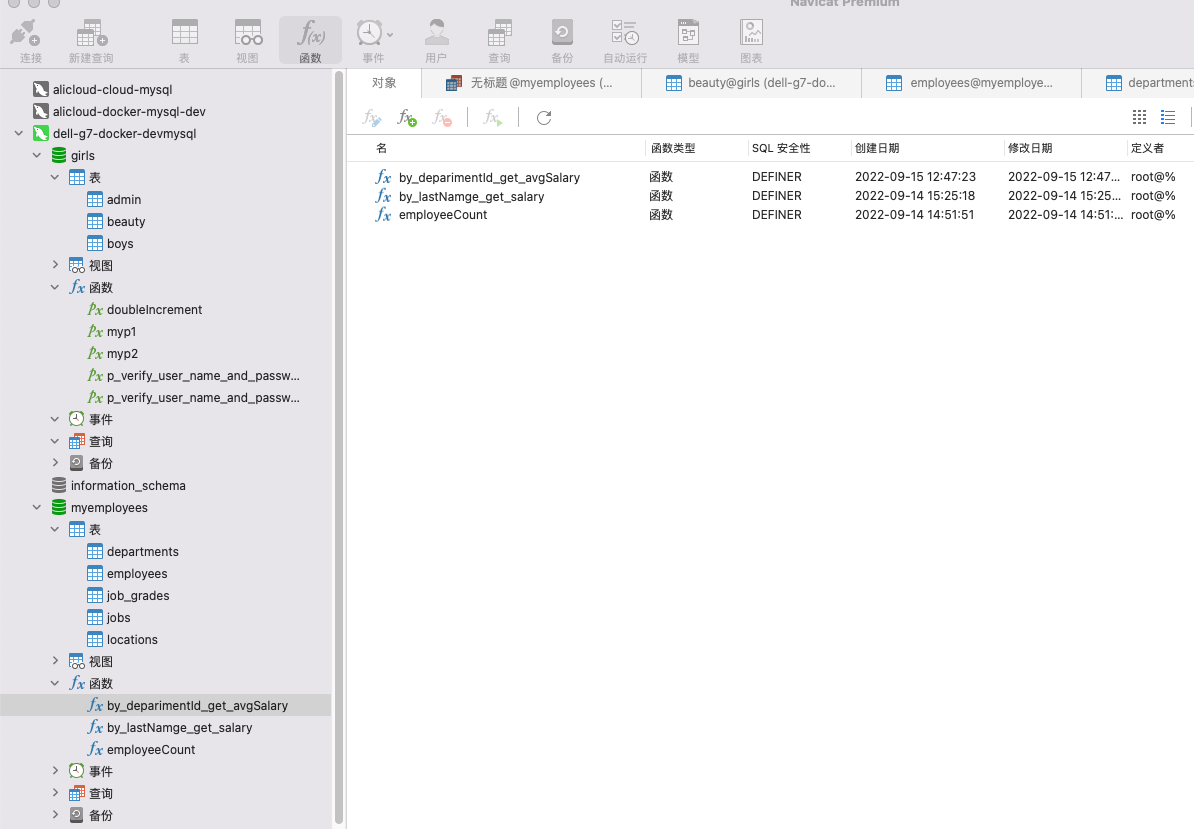 Navicat Premium
连接
新建查询
表
视图
函数
事件
用户
查询
备份
自动运行
模型
图表
alicloud-cloud-mysql
alicloud-docker-mysql-dev
dell-g7-docker-devmysql
girls
表
admin
beauty
boys
视图
函数
doubleIncrement
myp1
myp2
p_verify_user_name_and_passw...
p_verify_user_name_and_passw...
事件
查询
备份
information_schema
myemployees
表
departments
employees
job_grades
jobs
locations
视图
函数
by_deparimentId_get_avgSalary
by_lastNamge_get_salary
employeeCount
事件
查询
备份
对象
无标题 @myemployees (...
beauty@girls (dell-g7-do...
employees@myemploye...
departments
名 函数类型 SQL 安全性 创建日期 修改日期 定义者
by_deparimentId_get_avgSalary 函数 DEFINER 2022-09-15 12:47:23 2022-09-15 12:47... root@%
by_lastNamge_get_salary 函数 DEFINER 2022-09-14 15:25:18 2022-09-14 15:25... root@%
employeeCount 函数 DEFINER 2022-09-14 14:51:51 2022-09-14 14:51:... root@%